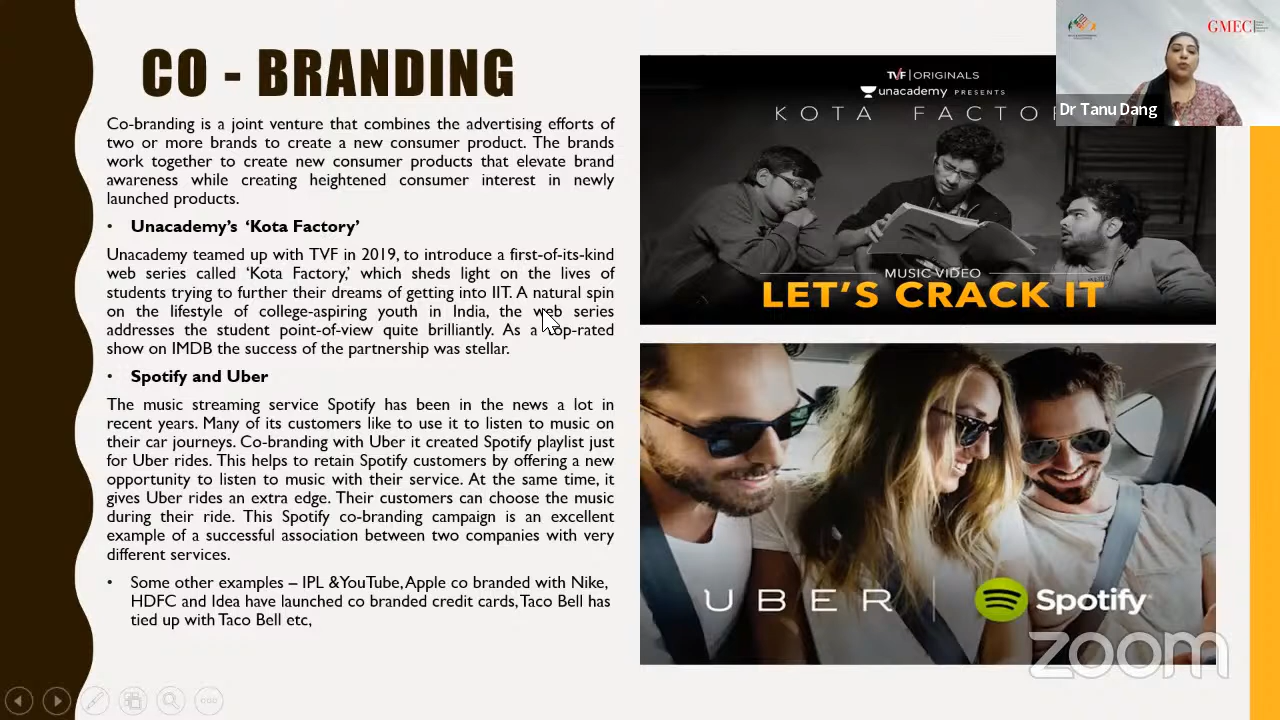 CO - BRANDING
Co-branding is a joint venture that combines the advertising efforts of
two or more brands to create a new consumer product. The brands
work together to create new consumer products that elevate brand
awareness while creating heightened consumer interest in newly
launched products.
• Unacademy's 'Kota Factory'
Unacademy teamed up with TVF in 2019, to introduce a first-of-its-kind
web series called 'Kota Factory,' which sheds light on the lives of
students trying to further their dreams of getting into IIT. A natural spin
on the lifestyle of college-aspiring youth in India, the web series
addresses the student point-of-view quite brilliantly. As a top-rated
show on IMDB the success of the partnership was stellar.
• Spotify and Uber
The music streaming service Spotify has been in the news a lot in
recent years. Many of its customers like to use it to listen to music on
their car journeys. Co-branding with Uber it created Spotify playlist just
for Uber rides. This helps to retain Spotify customers by offering a new
opportunity to listen to music with their service. At the same time, it
gives Uber rides an extra edge. Their customers can choose the music
during their ride. This Spotify co-branding campaign is an excellent
example of a successful association between two companies with very
different services.
• Some other examples – IPL &YouTube, Apple co branded with Nike,
HDFC and Idea have launched co branded credit cards, Taco Bell has
tied up with Taco Bell etc,
TVF|ORIGINALS
unacademy PRESENTS
KOTA FACTOR
MUSIC VIDEO
LET'S CRACK IT
UBER | Spotify
GMEC
Dr Tanu Dang
zoom